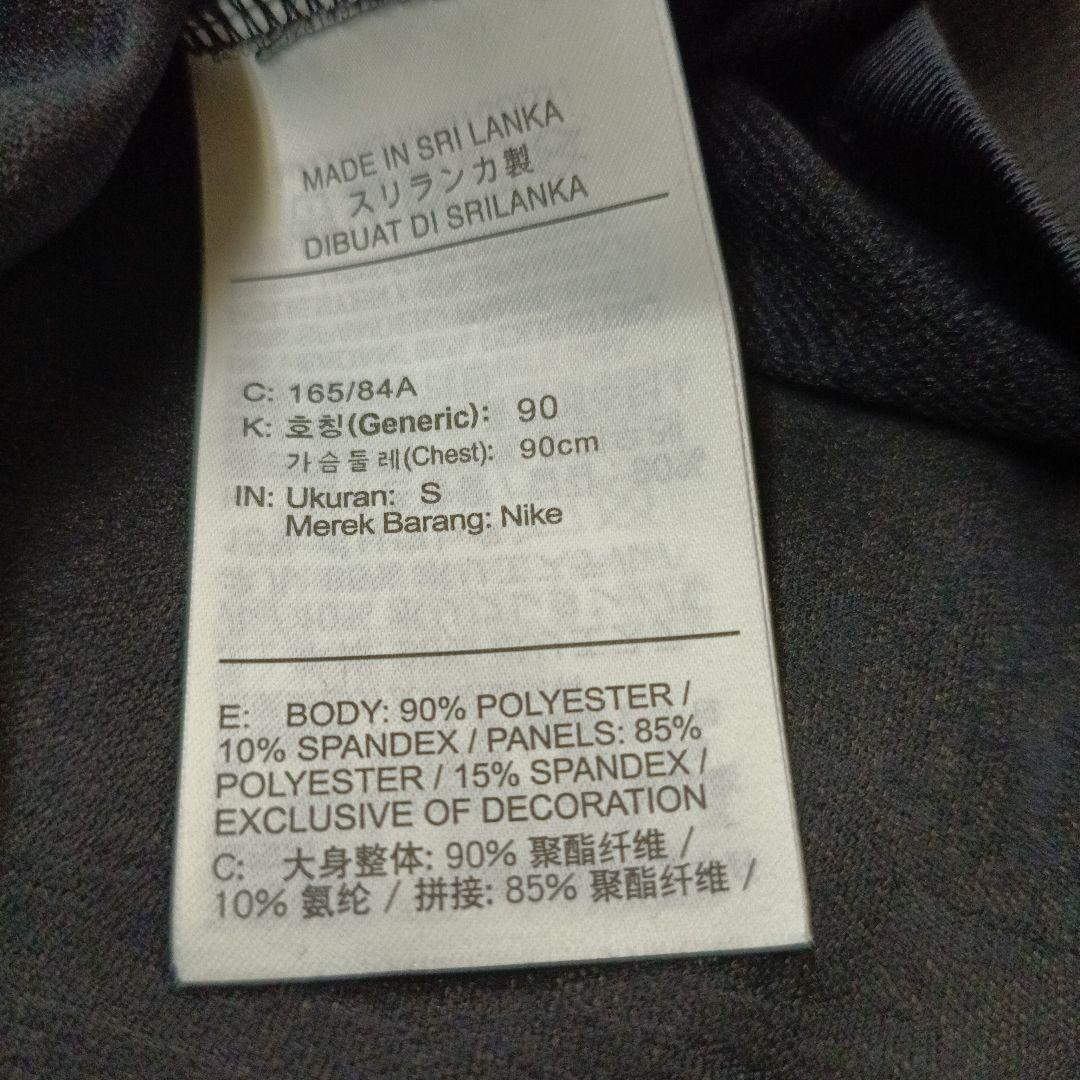 MADE IN SRI LANKA
スリランカ製
DIBUAT DI SRILANKA
C: 165/84A
K: 호칭(Generic): 90
가슴둘레(Chest): 90cm
IN: Ukuran: S
Merek Barang: Nike
E: BODY: 90% POLYESTER /
10% SPANDEX / PANELS: 85%
POLYESTER / 15% SPANDEX /
EXCLUSIVE OF DECORATION
C: 大身整体: 90% 聚酯纤维 /
10% 氨纶 / 拼接: 85% 聚酯纤维 /